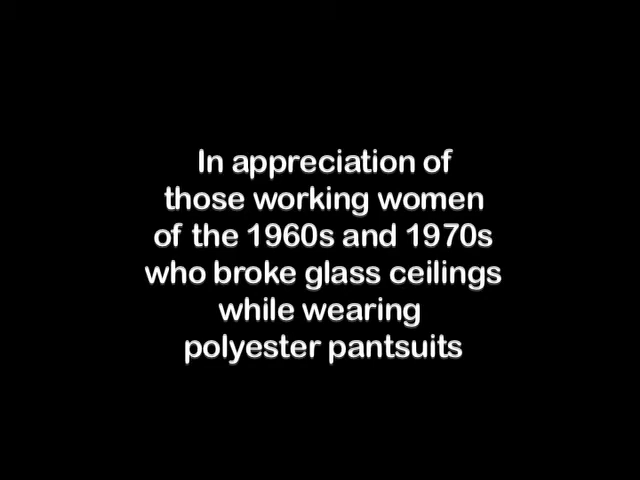 In appreciation of
those working women
of the 1960s and 1970s
who broke glass ceilings
while wearing
polyester pantsuits